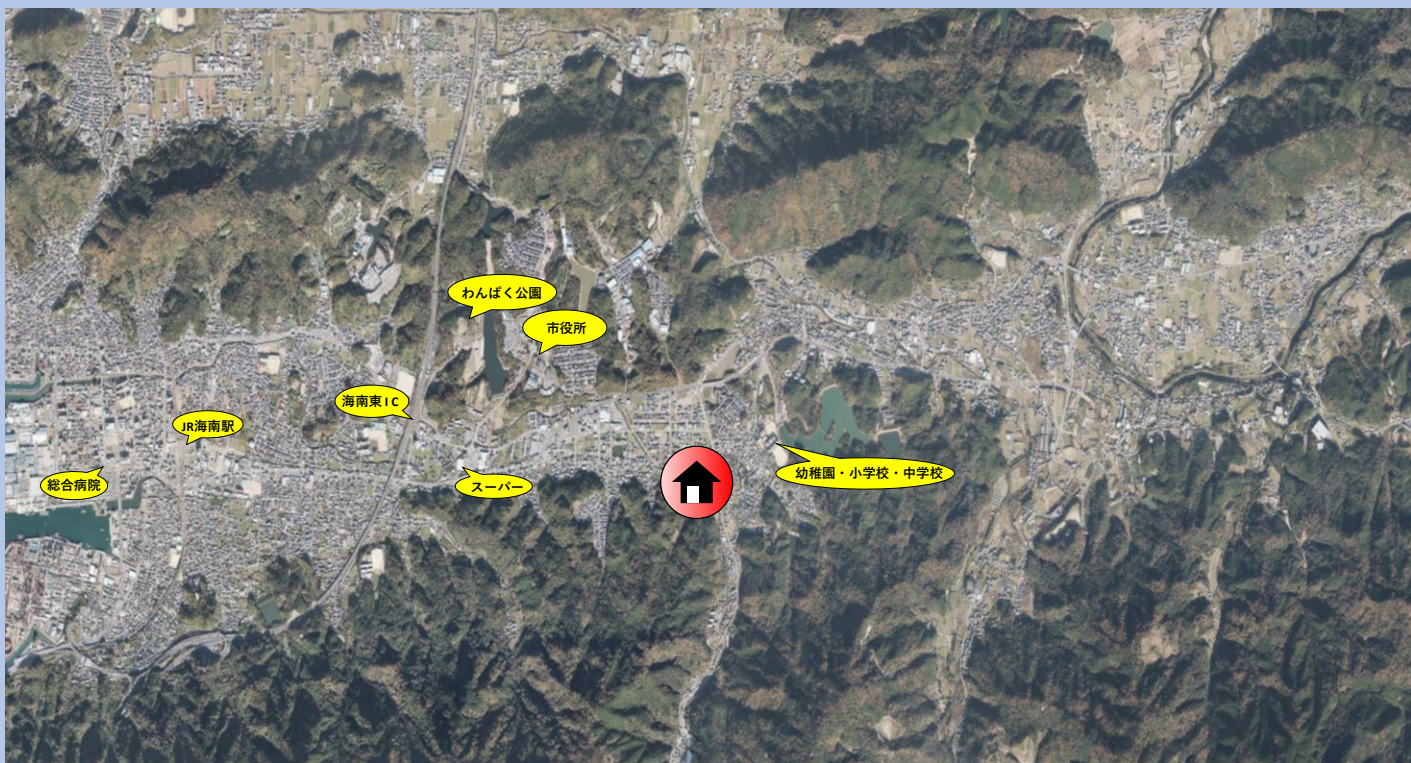 わんぱく公園
市役所
海南東IC
JR海南駅
総合病院
スーパー
幼稚園・小学校・中学校